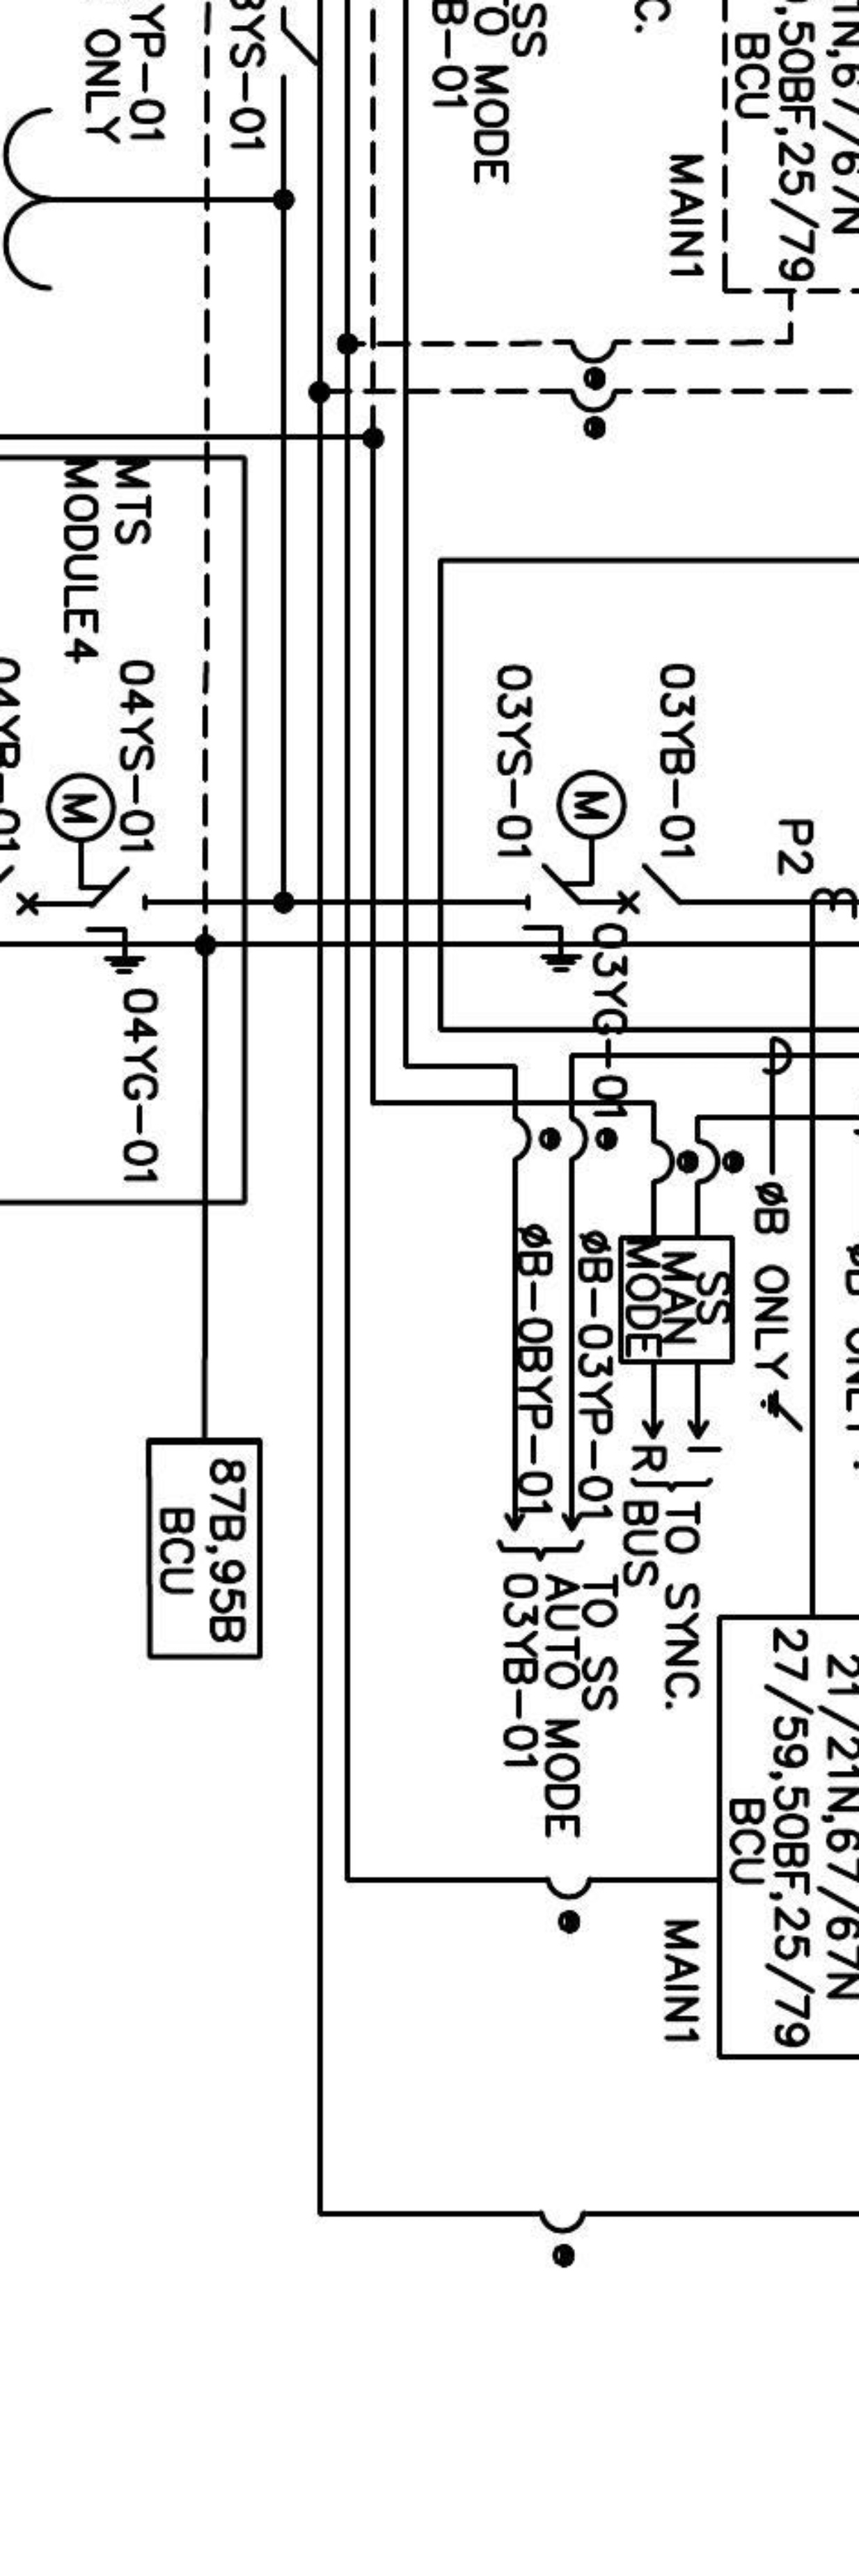 1N,67/67N
,50BF,25/79
BCU
MAIN1
C.
SS
TO MODE
B-01
3YS-01
YP-01
ONLY
P2
03YB-01
M
03YS-01
03YG-01
ØB ONLY
ØB ONLY
SS
MAN
MODE
I
R
TO SYNC.
BUS
ØB-03YP-01
ØB-0BYP-01
TO SS
AUTO MODE
03YB-01
21/21N,67/67N
27/59,50BF,25/79
BCU
MAIN1
MTS
MODULE4
04YS-01
M
04YB-01
04YG-01
87B,95B
BCU